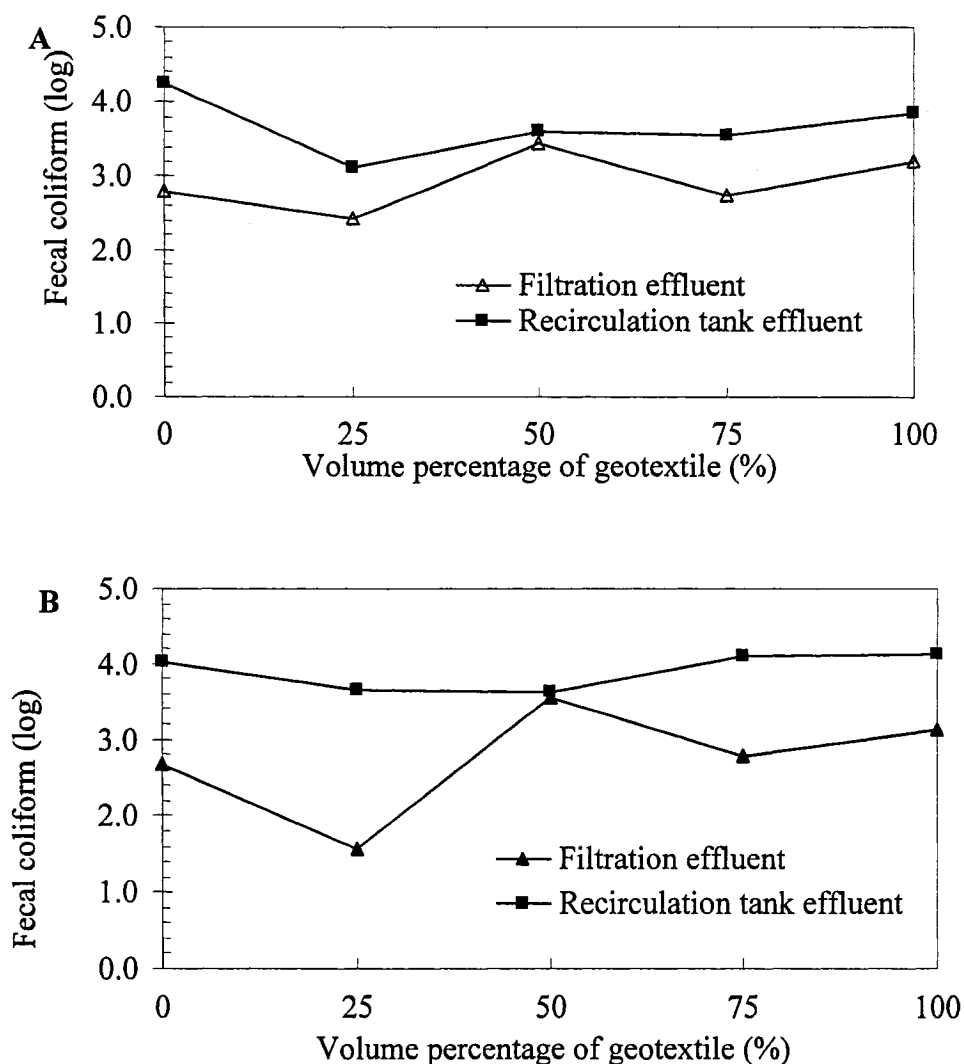 A
5.0
4.0
3.0
2.0
1.0
0.0
Fecal coliform (log)
Filtration effluent
Recirculation tank effluent
0 25 50 75 100
Volume percentage of geotextile (%)
B
5.0
4.0
3.0
2.0
1.0
0.0
Fecal coliform (log)
Filtration effluent
Recirculation tank effluent
0 25 50 75 100
Volume percentage of geotextile (%)